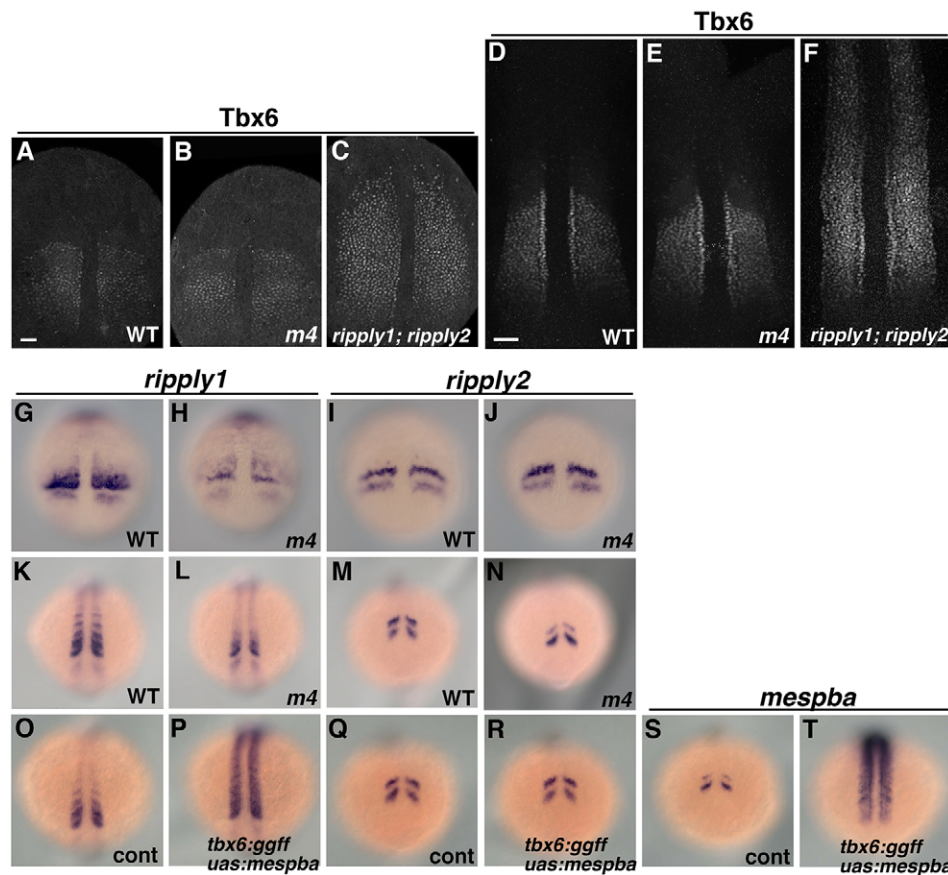 Tbx6
Tbx6
A
B
C
D
E
F
WT
m4
ripply1; ripply2
WT
m4
ripply1; ripply2
ripply1
ripply2
G
H
I
J
WT
m4
WT
m4
K
L
M
N
WT
m4
WT
m4
mespba
O
P
Q
R
S
T
cont
tbx6:ggff
uas:mespba
cont
tbx6:ggff
uas:mespba
cont
tbx6:ggff
uas:mespba